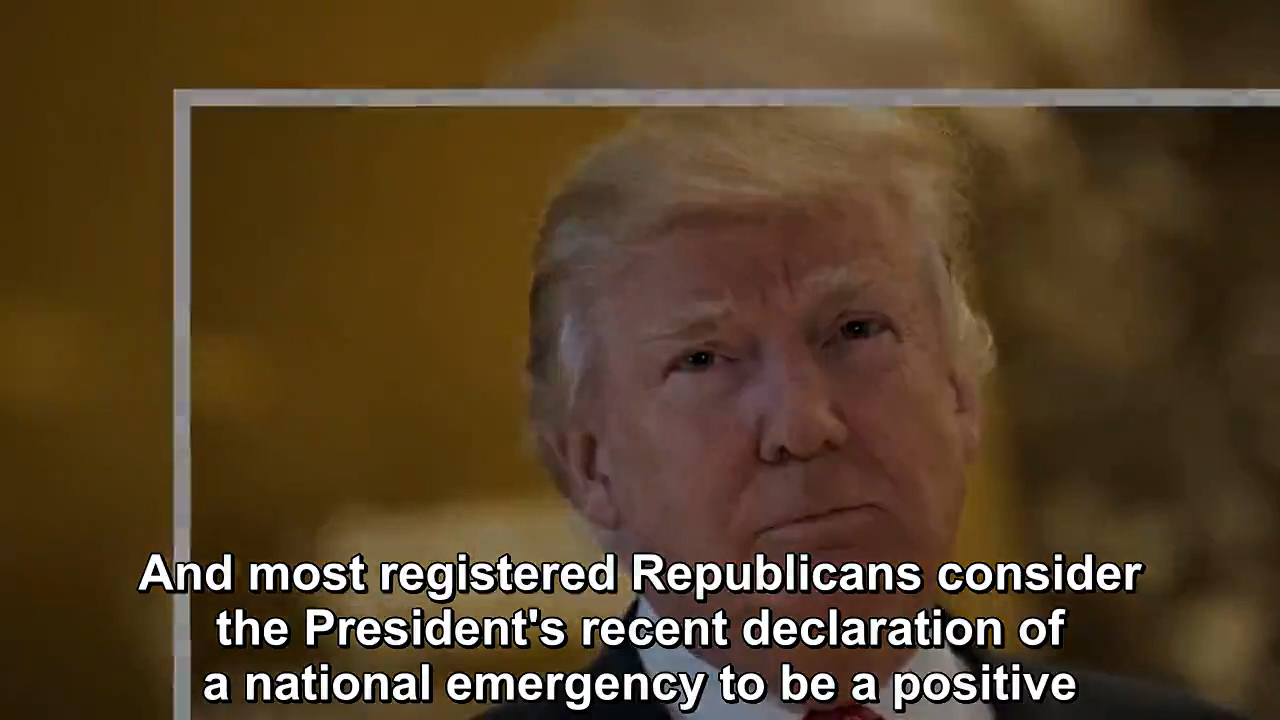 And most registered Republicans consider
the President's recent declaration of
a national emergency to be a positive